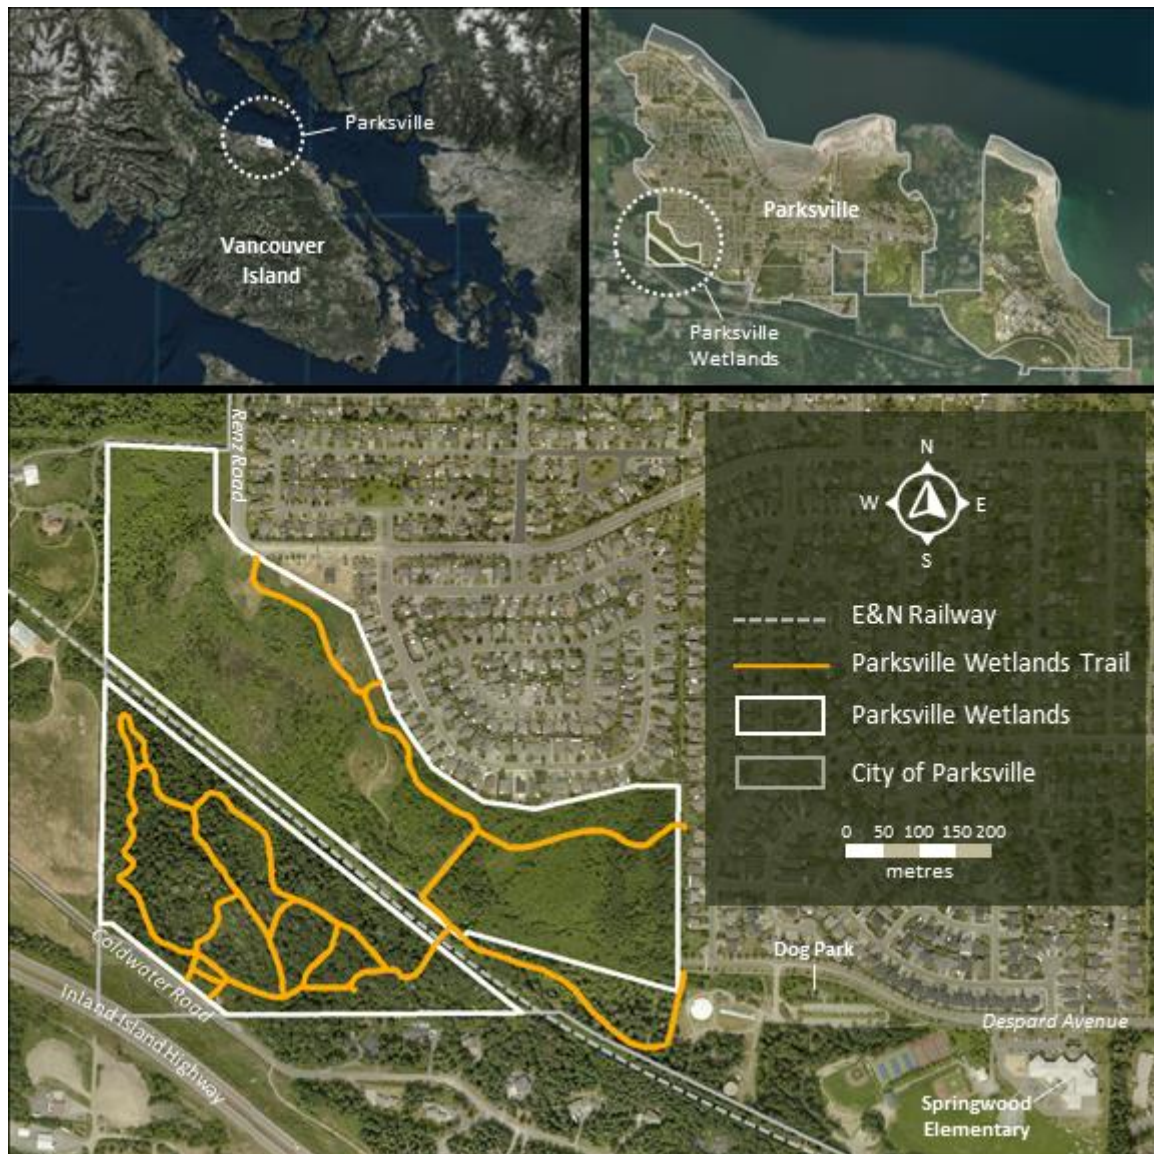 Parksville
Vancouver
Island
Parksville
Parksville
Wetlands
Renz Road
N
W
E
S
E&N Railway
Parksville Wetlands Trail
Parksville Wetlands
City of Parksville
0 50 100 150 200
metres
Dog Park
Coldwater Road
Inland Island Highway
Despard Avenue
Springwood
Elementary